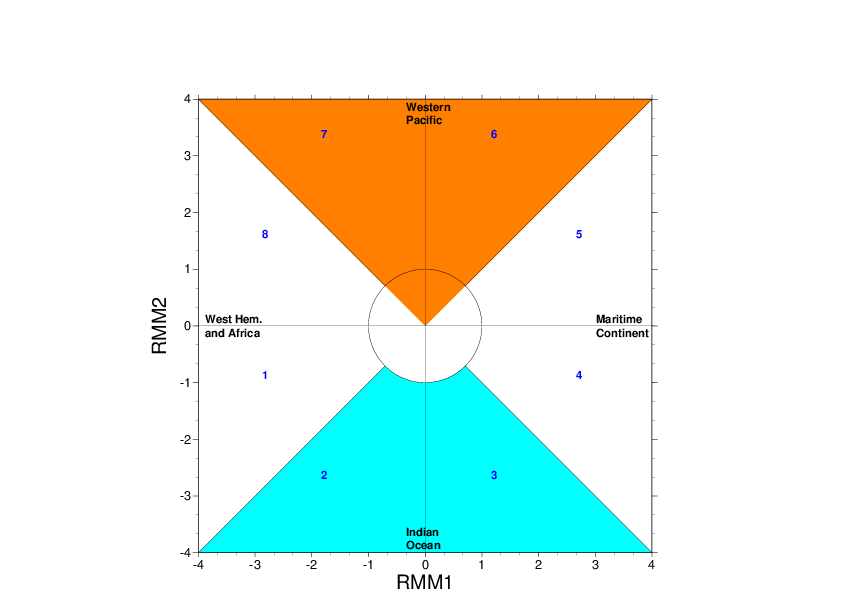 4
Western
Pacific
7
6
3
2
8
5
1
RMM2
0
West Hem.
and Africa
Maritime
Continent
1
4
-1
-2
2
3
-3
Indian
Ocean
-4
-4
-3
-2
-1
0
1
2
3
4
RMM1